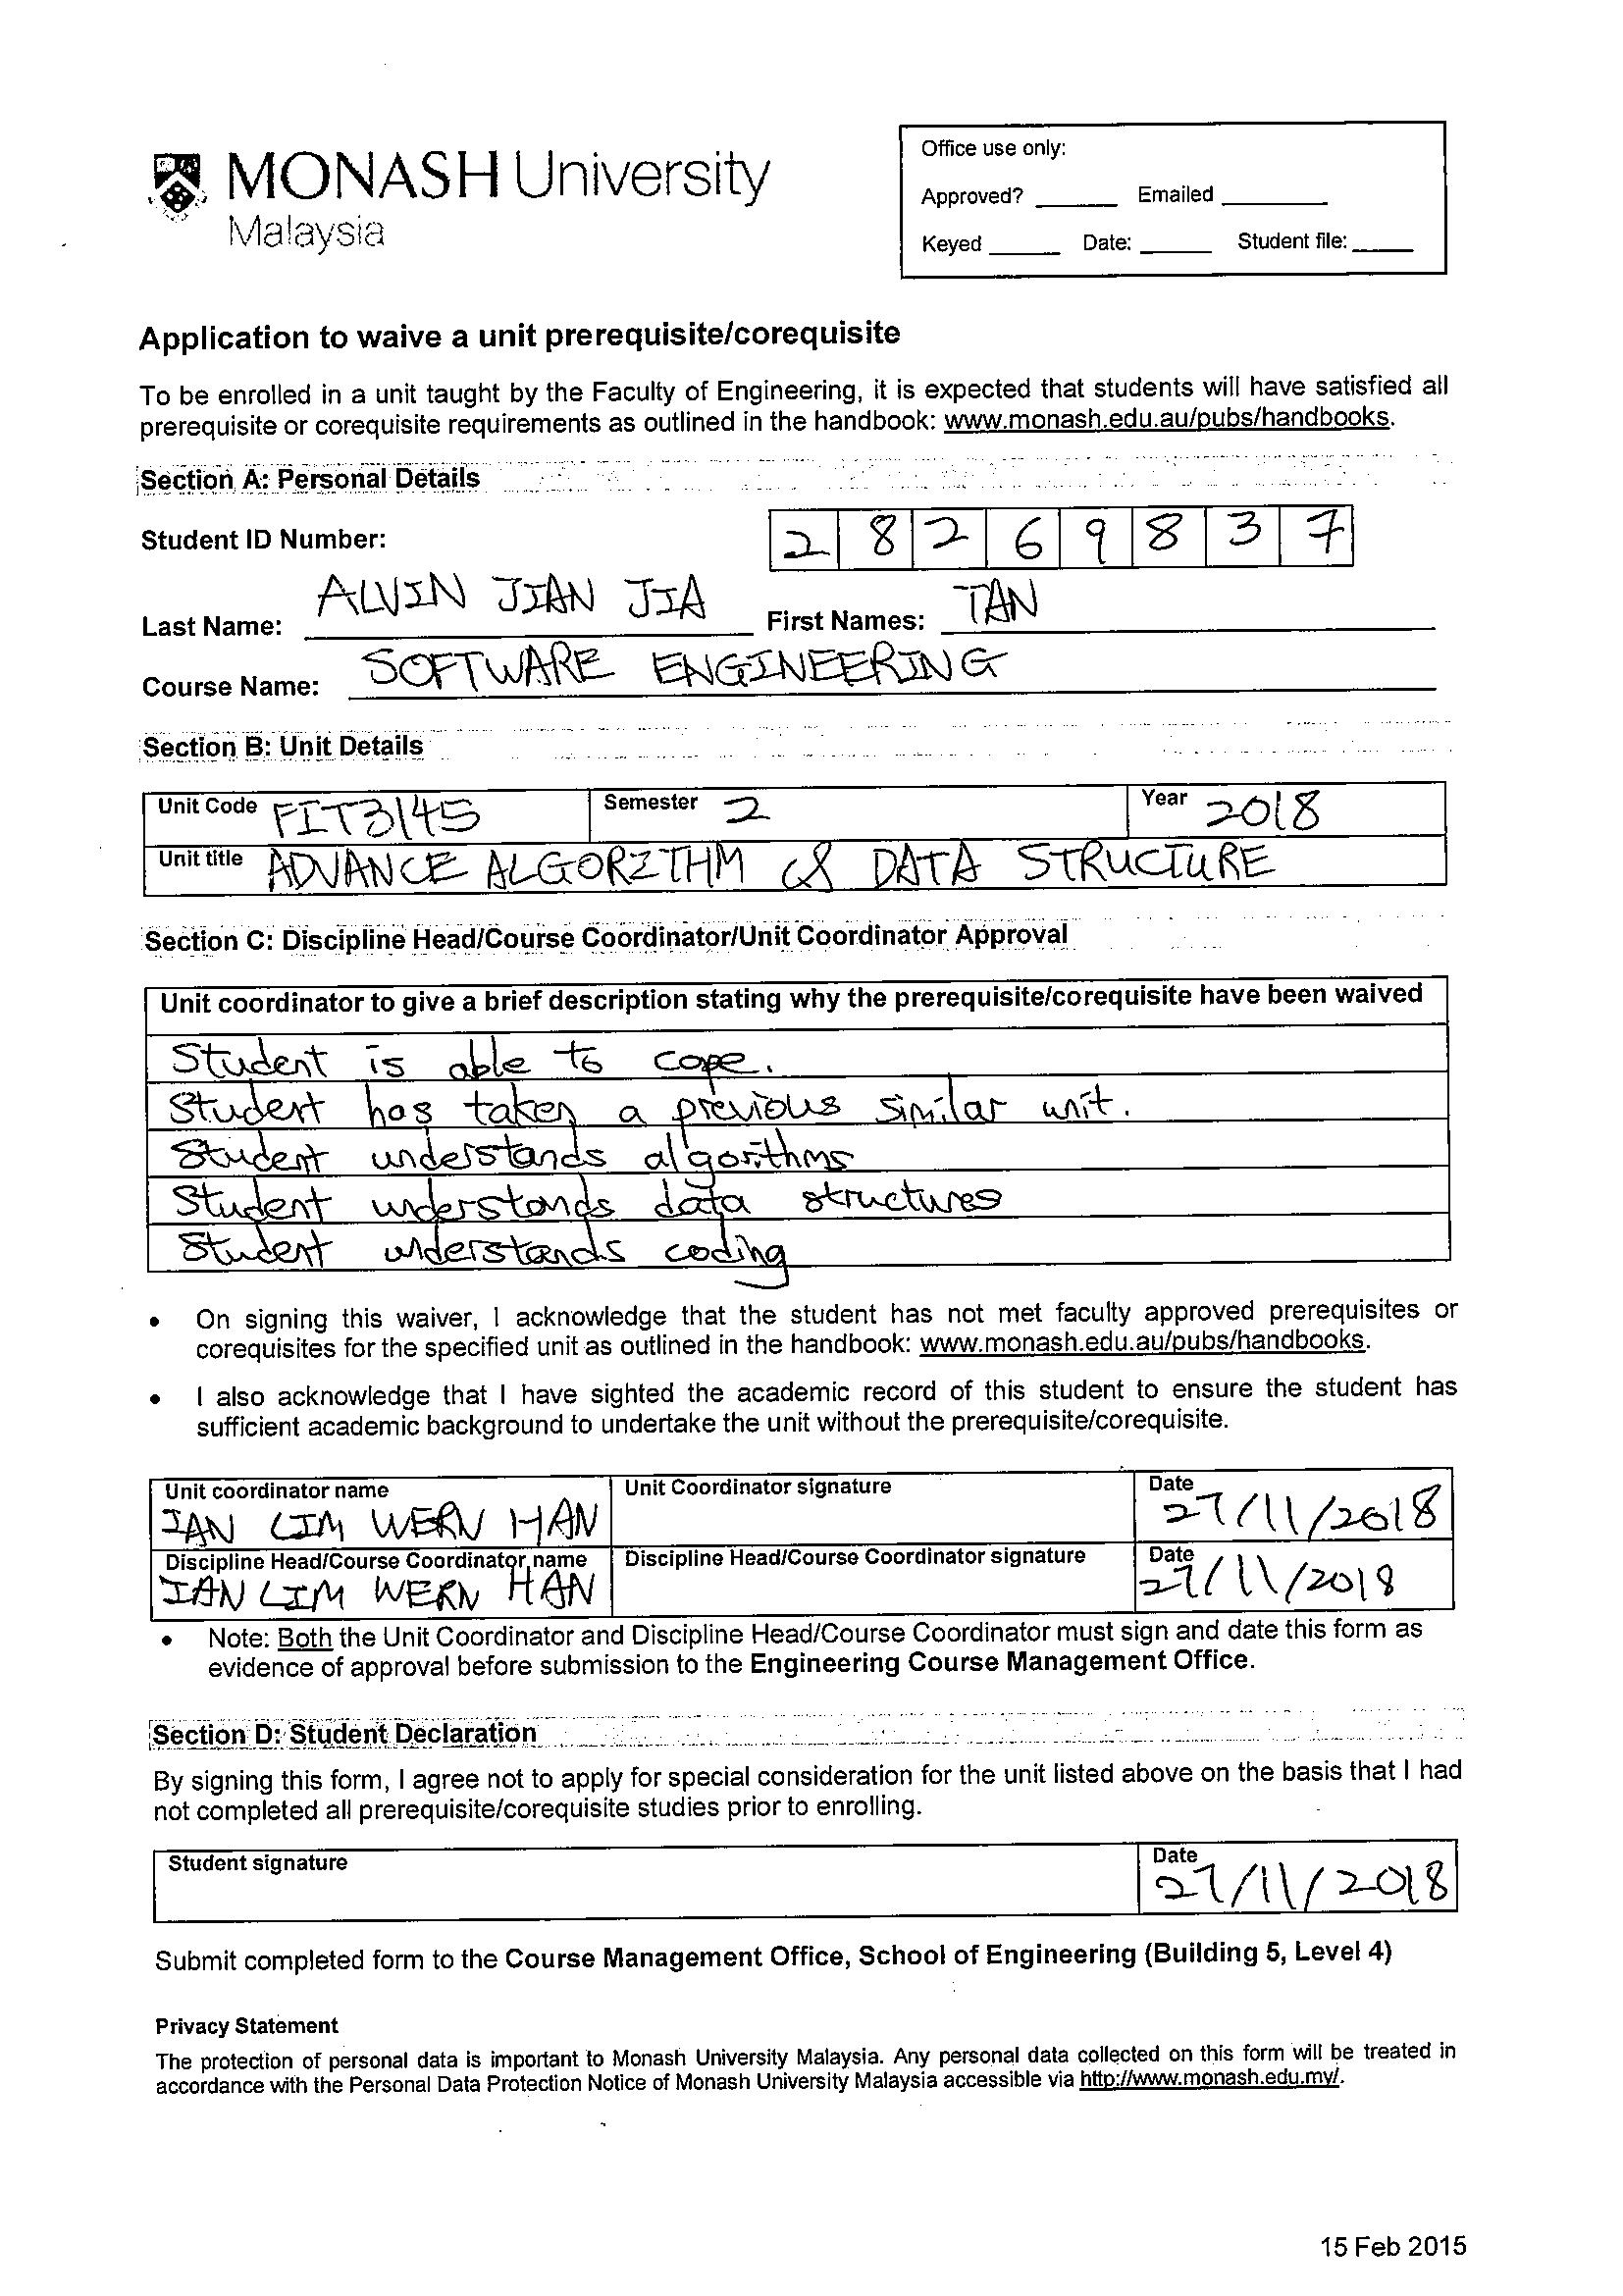 MONASH University
Malaysia
Office use only:
Approved? ______ Emailed ________
Keyed _____ Date: _____ Student file: ____
Application to waive a unit prerequisite/corequisite
To be enrolled in a unit taught by the Faculty of Engineering, it is expected that students will have satisfied all
prerequisite or corequisite requirements as outlined in the handbook: www.monash.edu.au/pubs/handbooks.
Section A: Personal Details
Student ID Number: 2 8 2 6 9 8 3 7
Last Name: ALVIN JIAN JIA First Names: TAN
Course Name: SOFTWARE ENGINEERING
Section B: Unit Details
Unit Code FIT3145 Semester 2 Year 2018
Unit title ADVANCE ALGORITHM & DATA STRUCTURE
Section C: Discipline Head/Course Coordinator/Unit Coordinator Approval
Unit coordinator to give a brief description stating why the prerequisite/corequisite have been waived
Student is able to cope.
Student has taken a previous similar unit.
Student understands algorithms
Student understands data structures
Student understands coding
• On signing this waiver, I acknowledge that the student has not met faculty approved prerequisites or
corequisites for the specified unit as outlined in the handbook: www.monash.edu.au/pubs/handbooks.
• I also acknowledge that I have sighted the academic record of this student to ensure the student has
sufficient academic background to undertake the unit without the prerequisite/corequisite.
Unit coordinator name Unit Coordinator signature Date
IAN LIM WERN HAN 27/11/2018
Discipline Head/Course Coordinator name Discipline Head/Course Coordinator signature Date
IAN LIM WERN HAN 27/11/2018
• Note: Both the Unit Coordinator and Discipline Head/Course Coordinator must sign and date this form as
evidence of approval before submission to the Engineering Course Management Office.
Section D: Student Declaration
By signing this form, I agree not to apply for special consideration for the unit listed above on the basis that I had
not completed all prerequisite/corequisite studies prior to enrolling.
Student signature Date
27/11/2018
Submit completed form to the Course Management Office, School of Engineering (Building 5, Level 4)
Privacy Statement
The protection of personal data is important to Monash University Malaysia. Any personal data collected on this form will be treated in
accordance with the Personal Data Protection Notice of Monash University Malaysia accessible via http://www.monash.edu.my/.
15 Feb 2015